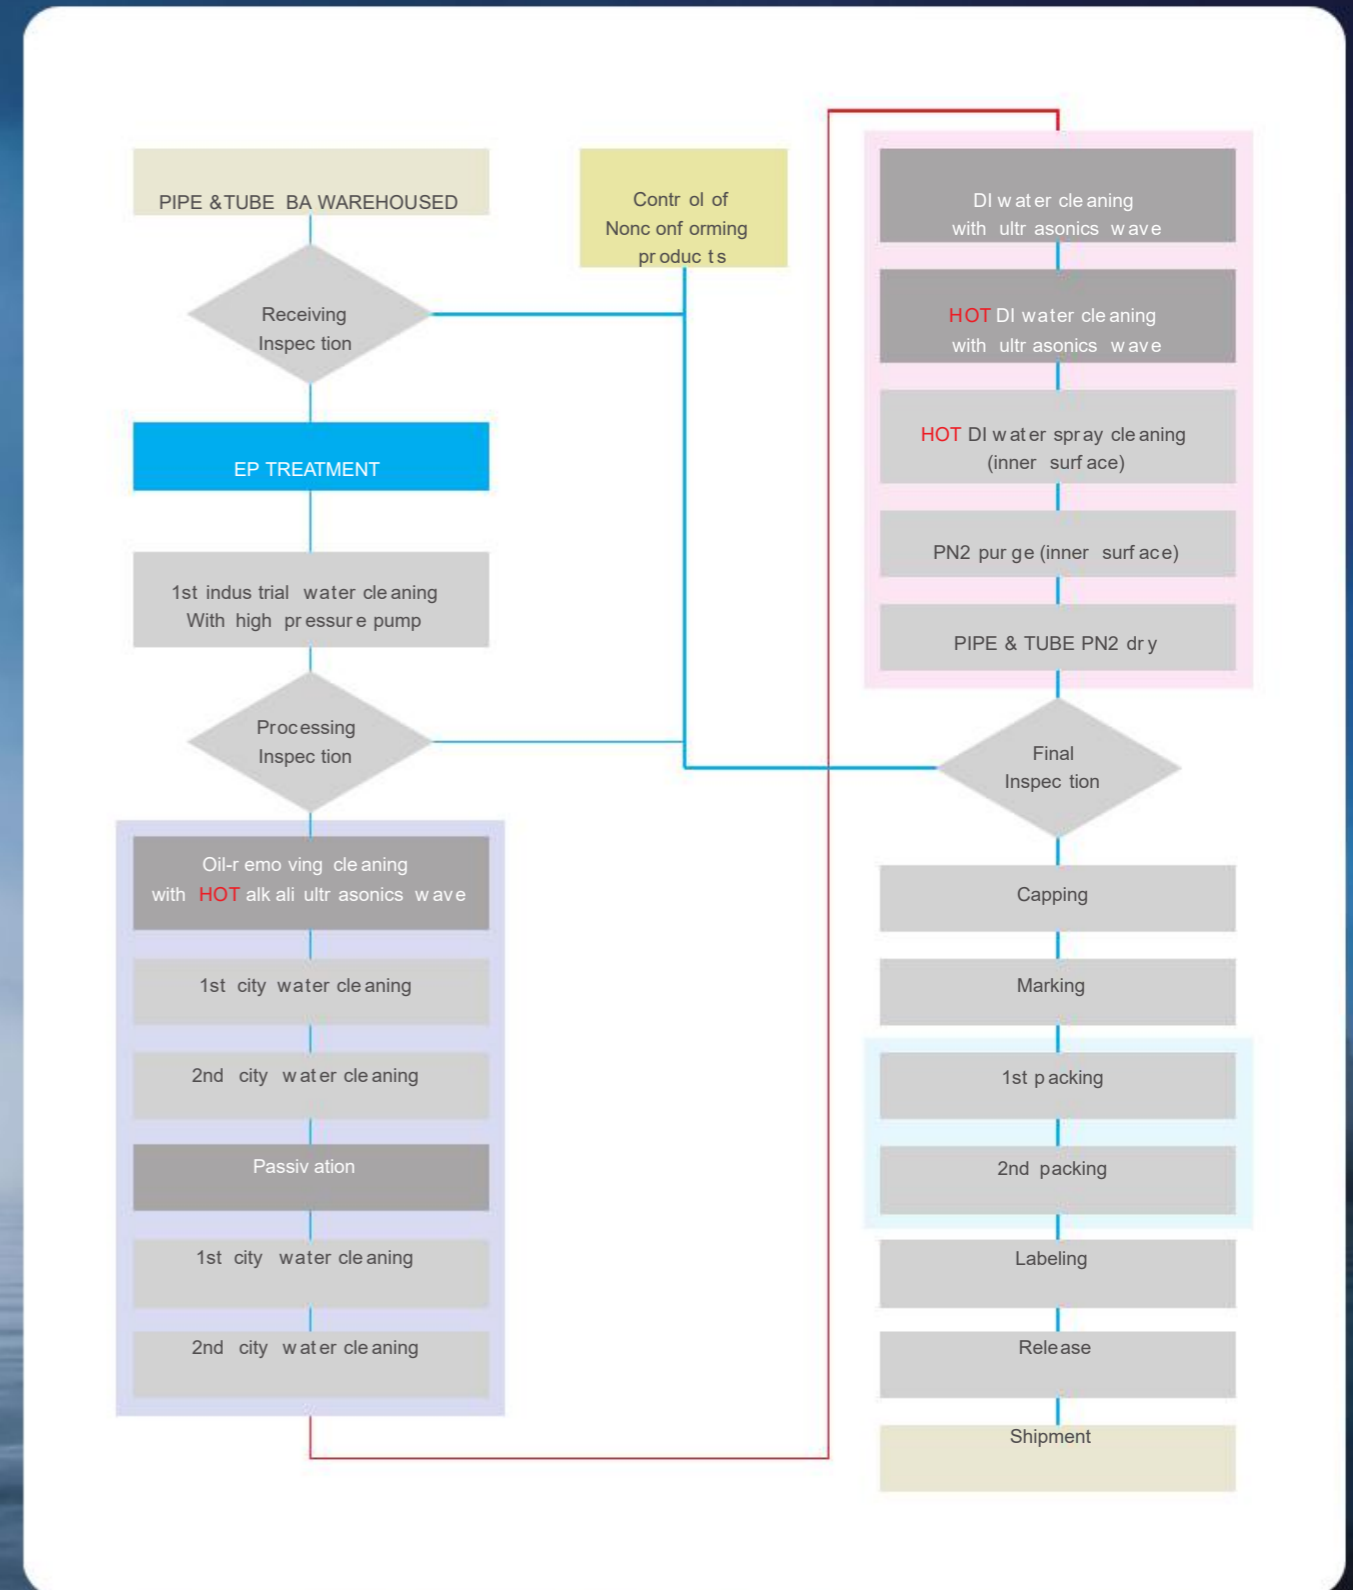 PIPE & TUBE BA WAREHOUSED
Receiving
Inspection
EP TREATMENT
1st industrial water cleaning
With high pressure pump
Processing
Inspection
Oil-removing cleaning
with HOT alkali ultrasonics wave
1st city water cleaning
2nd city water cleaning
Passivation
1st city water cleaning
2nd city water cleaning
Control of
Nonconforming
products
DI water cleaning
with ultrasonics wave
HOT DI water cleaning
with ultrasonics wave
HOT DI water spray cleaning
(inner surface)
PN2 purge (inner surface)
PIPE & TUBE PN2 dry
Final
Inspection
Capping
Marking
1st packing
2nd packing
Labeling
Release
Shipment